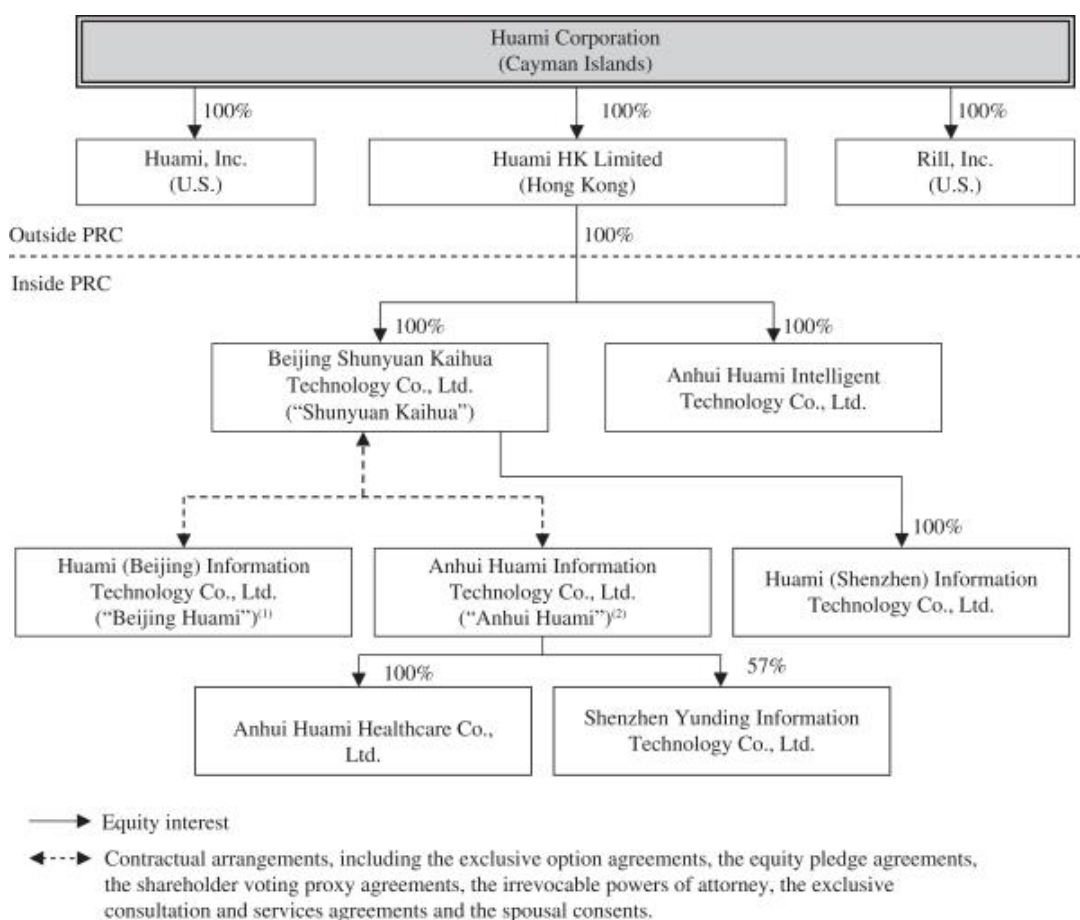 Huami Corporation
(Cayman Islands)
100%
100%
100%
Huami, Inc.
(U.S.)
Huami HK Limited
(Hong Kong)
Rill, Inc.
(U.S.)
Outside PRC
100%
Inside PRC
100%
100%
Beijing Shunyuan Kaihua
Technology Co., Ltd.
(“Shunyuan Kaihua”)
Anhui Huami Intelligent
Technology Co., Ltd.
100%
Huami (Beijing) Information
Technology Co., Ltd.
(“Beijing Huami”)(1)
Anhui Huami Information
Technology Co., Ltd.
(“Anhui Huami”)(2)
Huami (Shenzhen) Information
Technology Co., Ltd.
100%
57%
Anhui Huami Healthcare Co.,
Ltd.
Shenzhen Yunding Information
Technology Co., Ltd.
Equity interest
Contractual arrangements, including the exclusive option agreements, the equity pledge agreements,
the shareholder voting proxy agreements, the irrevocable powers of attorney, the exclusive
consultation and services agreements and the spousal consents.